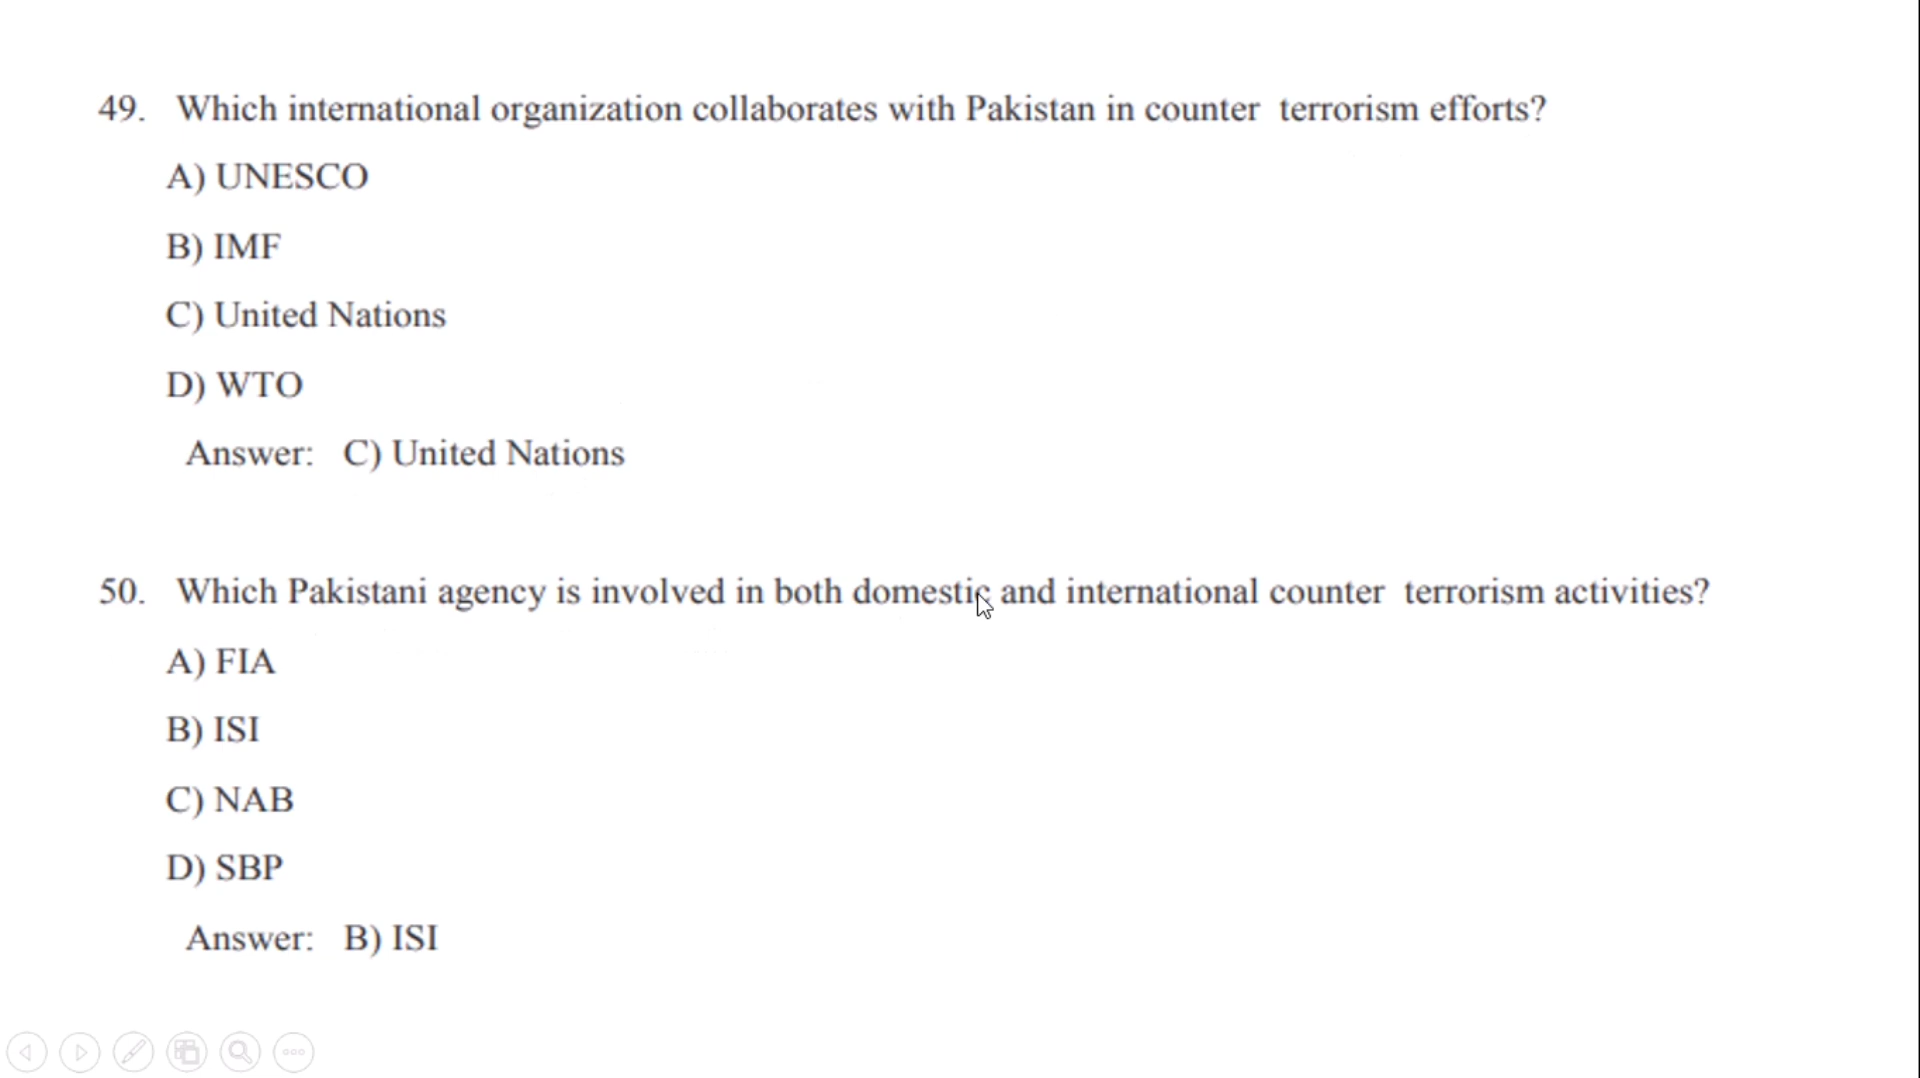 49. Which international organization collaborates with Pakistan in counter terrorism efforts?
A) UNESCO
B) IMF
C) United Nations
D) WTO
Answer: C) United Nations
50. Which Pakistani agency is involved in both domestic and international counter terrorism activities?
A) FIA
B) ISI
C) NAB
D) SBP
Answer: B) ISI